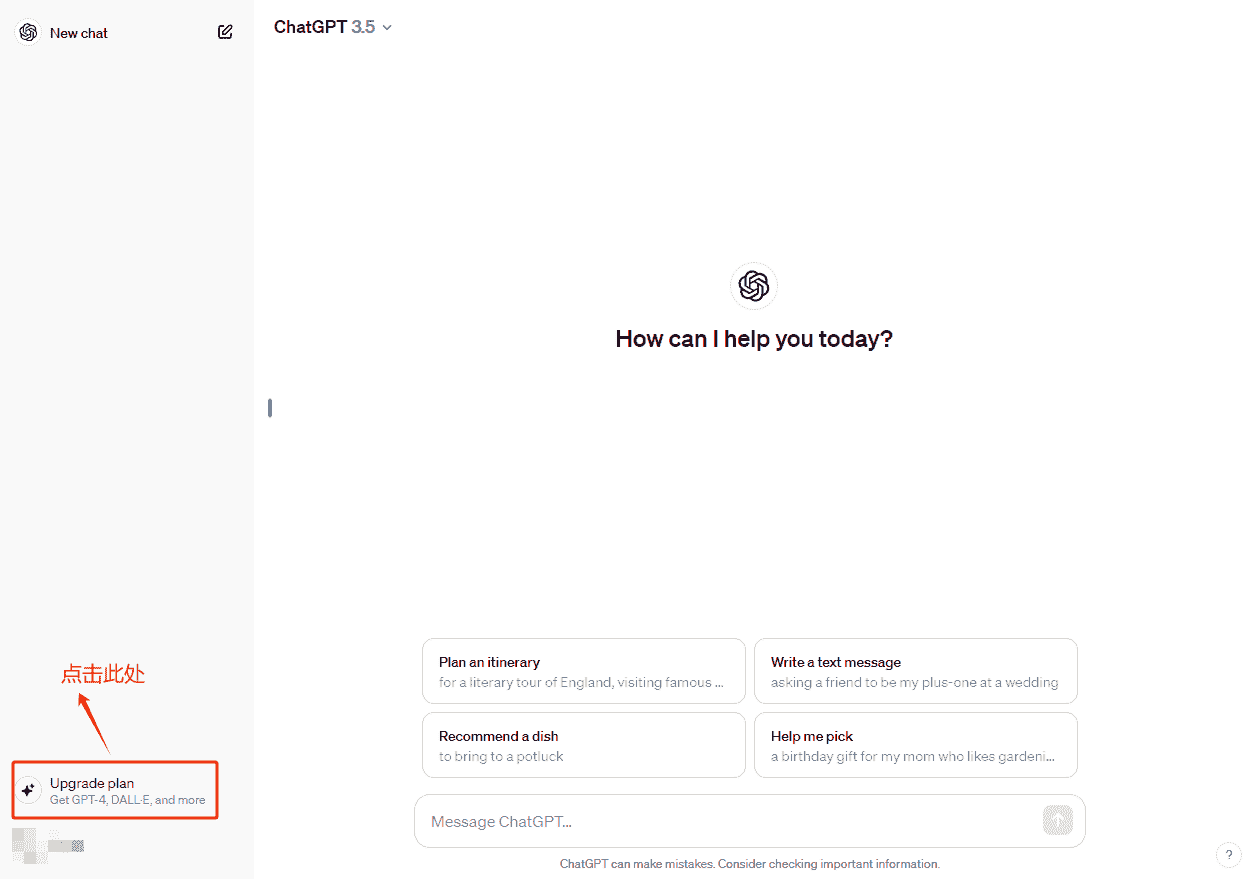 New chat
ChatGPT 3.5
How can I help you today?
Plan an itinerary
for a literary tour of England, visiting famous ...
Write a text message
asking a friend to be my plus-one at a wedding
Recommend a dish
to bring to a potluck
Help me pick
a birthday gift for my mom who likes gardeni...
点击此处
Upgrade plan
Get GPT-4, DALL·E, and more
Message ChatGPT...
ChatGPT can make mistakes. Consider checking important information.
?